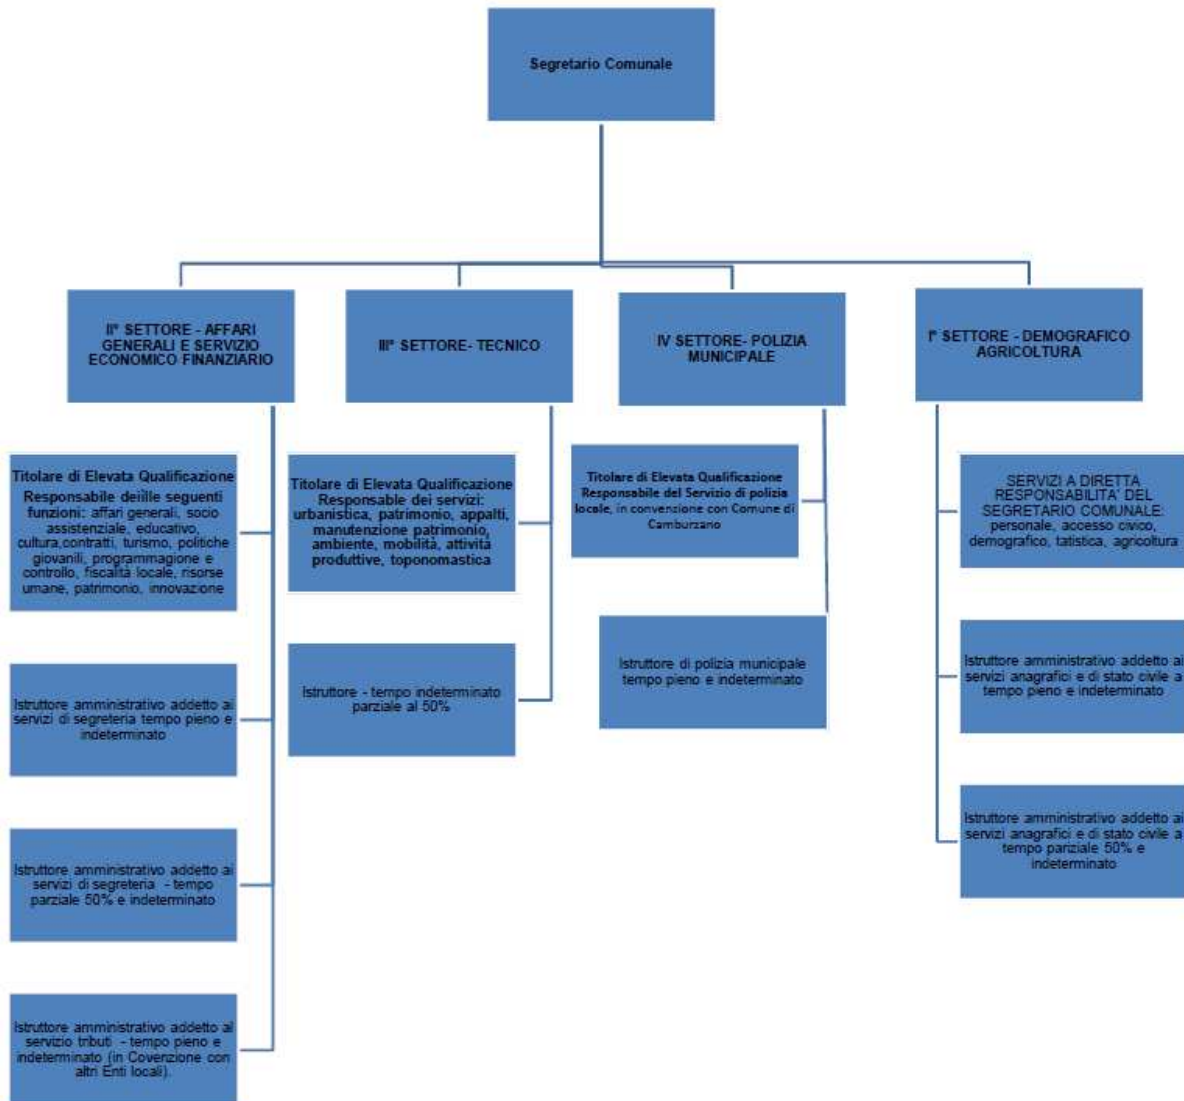 Segretario Comunale
II° SETTORE - AFFARI
GENERALI E SERVIZIO
ECONOMICO FINANZIARIO
III° SETTORE- TECNICO
IV SETTORE- POLIZIA
MUNICIPALE
I° SETTORE - DEMOGRAFICO
AGRICOLTURA
Titolare di Elevata Qualificazione
Responsabile deiille seguenti
funzioni: affari generali, socio
assistenziale, educativo,
cultura,contratti, turismo, politiche
giovanili, programmagione e
controllo, fiscalità locale, risorse
umane, patrimonio, innovazione
Istruttore amministrativo addetto ai
servizi di segreteria tempo pieno e
indeterminato
Istruttore amministrativo addetto ai
servizi di segreteria - tempo
parziale 50% e indeterminato
Istruttore amministrativo addetto al
servizio tributi - tempo pieno e
indeterminato (in Covenzione con
altri Enti locali).
Titolare di Elevata Qualificazione
Responsable dei servizi:
urbanistica, patrimonio, appalti,
manutenzione patrimonio,
ambiente, mobilità, attività
produttive, toponomastica
Istruttore - tempo indeterminato
parziale al 50%
Titolare di Elevata Qualificazione
Responsabile del Servizio di polizia
locale, in convenzione con Comune di
Camburzano
Istruttore di polizia municipale
tempo pieno e indeterminato
SERVIZI A DIRETTA
RESPONSABILITA' DEL
SEGRETARIO COMUNALE:
personale, accesso civico,
demografico, tatistica, agricoltura
Istruttore amministrativo addetto ai
servizi anagrafici e di stato civile a
tempo pieno e indeterminato
Istruttore amministrativo addetto ai
servizi anagrafici e di stato civile a
tempo pariziale 50% e
indeterminato